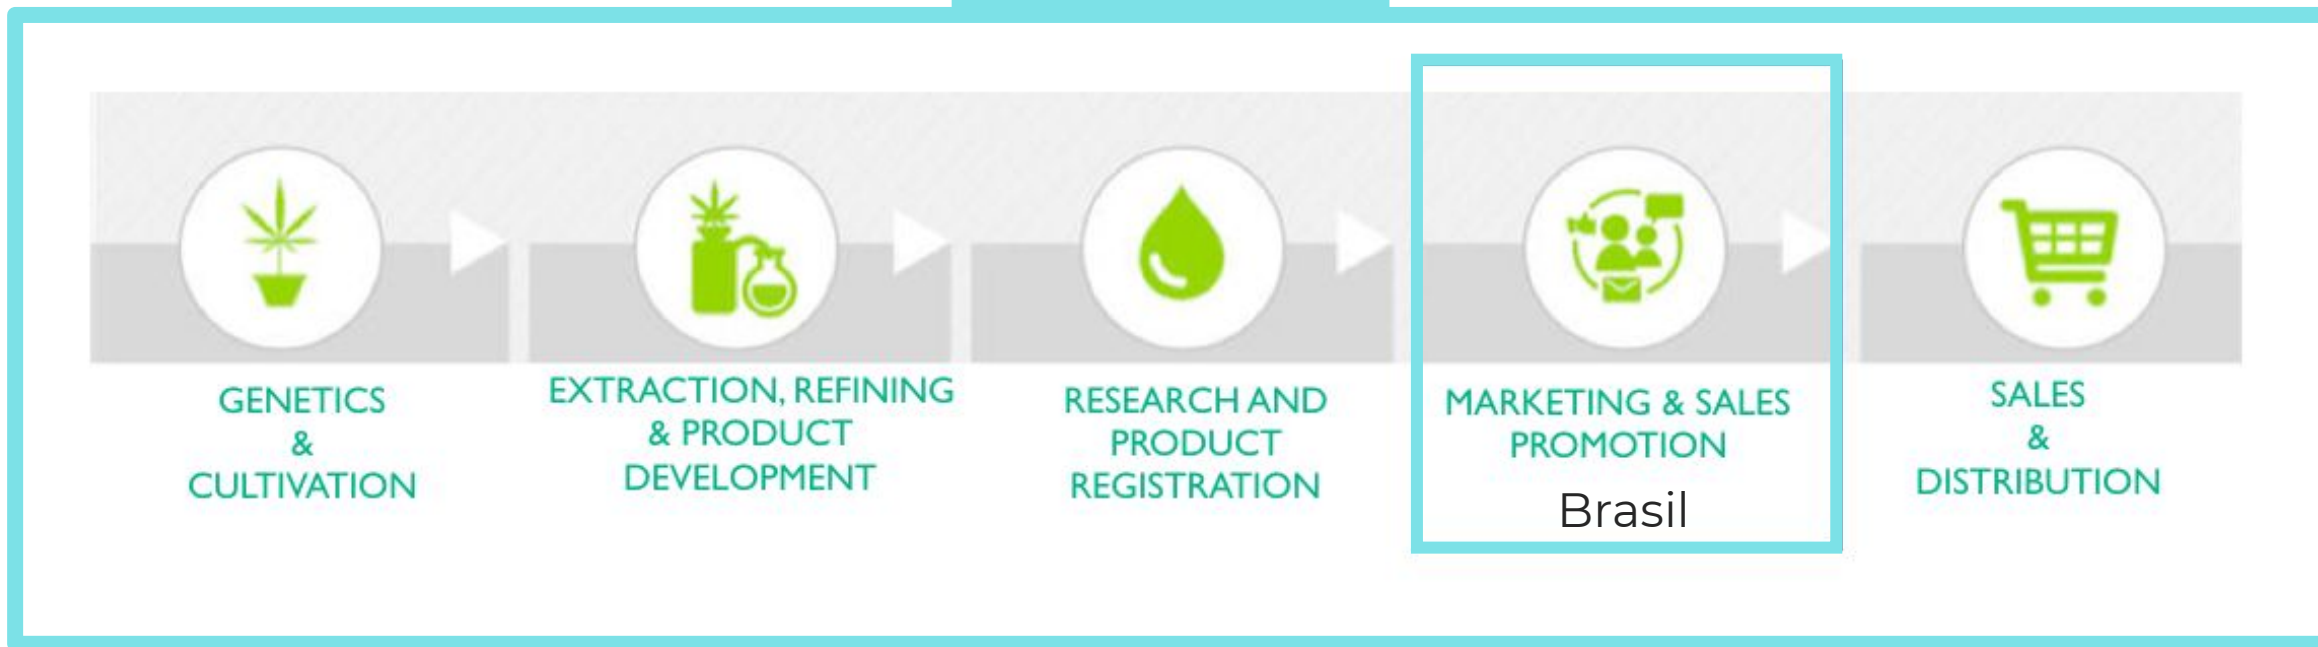 GENETICS
&
CULTIVATION
EXTRACTION, REFINING
& PRODUCT
DEVELOPMENT
RESEARCH AND
PRODUCT
REGISTRATION
MARKETING & SALES
PROMOTION
Brasil
SALES
&
DISTRIBUTION